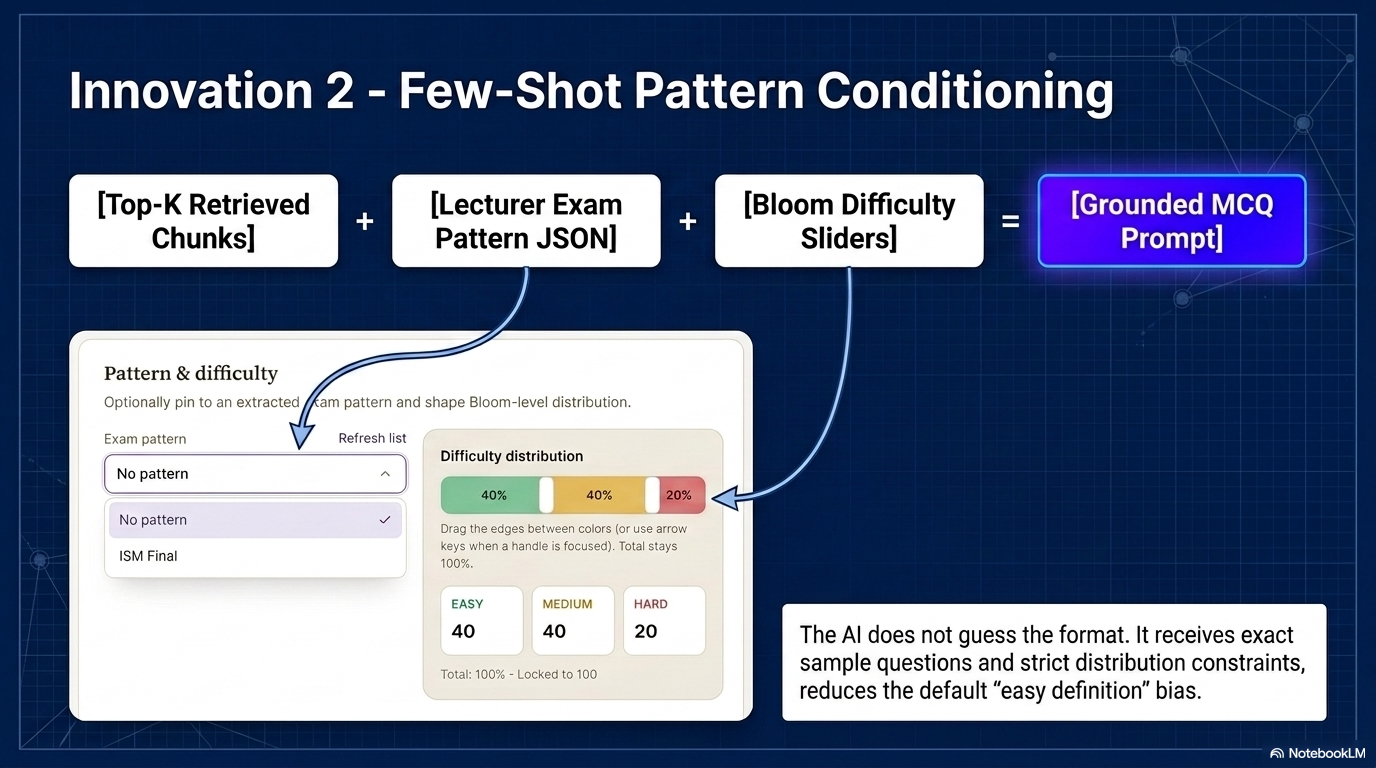 Innovation 2 - Few-Shot Pattern Conditioning
[Top-K Retrieved
Chunks]
+
[Lecturer Exam
Pattern JSON]
+
[Bloom Difficulty
Sliders]
=
[Grounded MCQ
Prompt]
Pattern & difficulty
Optionally pin to an extracted exam pattern and shape Bloom-level distribution.
Exam pattern
Refresh list
No pattern
No pattern
ISM Final
Difficulty distribution
40%
40%
20%
Drag the edges between colors (or use arrow
keys when a handle is focused). Total stays
100%.
EASY
40
MEDIUM
40
HARD
20
Total: 100% - Locked to 100
The AI does not guess the format. It receives exact
sample questions and strict distribution constraints,
reduces the default “easy definition” bias.
NotebookLM